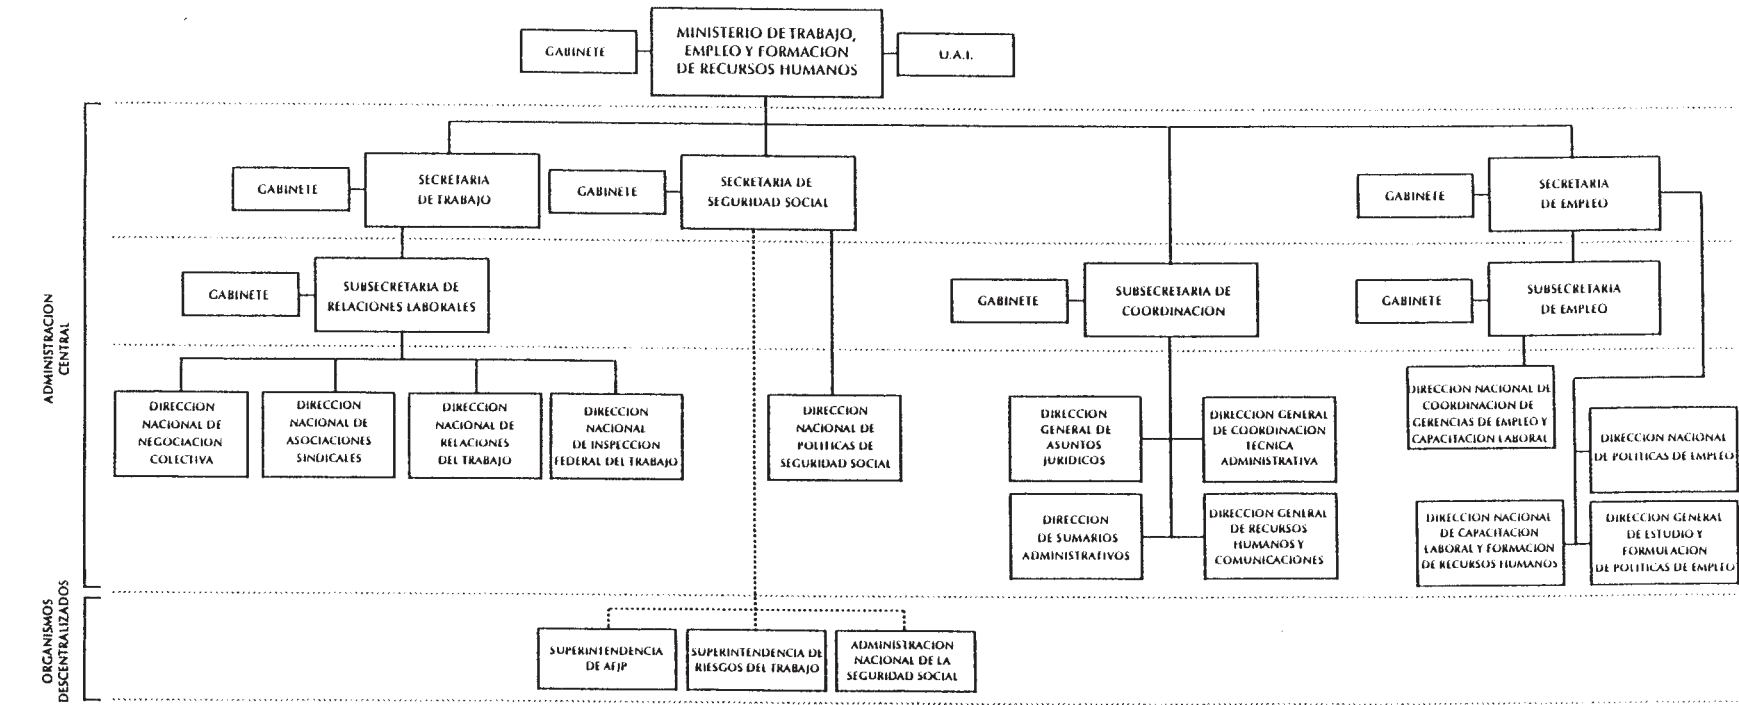 MINISTERIO DE TRABAJO,
EMPLEO Y FORMACION
DE RECURSOS HUMANOS
GABINETE
U.A.I.
SECRETARIA
DE TRABAJO
GABINETE
SECRETARIA DE
SEGURIDAD SOCIAL
GABINETE
SECRETARIA
DE EMPLEO
GABINETE
SUBSECRETARIA DE
RELACIONES LABORALES
GABINETE
SUBSECRETARIA DE
COORDINACION
GABINETE
SUBSECRETARIA
DE EMPLEO
GABINETE
ADMINISTRACION
CENTRAL
DIRECCION
NACIONAL DE
NEGOCIACION
COLECTIVA
DIRECCION
NACIONAL DE
ASOCIACIONES
SINDICALES
DIRECCION
NACIONAL DE
RELACIONES
DEL TRABAJO
DIRECCION
NACIONAL
DE INSPECCION
FEDERAL DEL TRABAJO
DIRECCION
NACIONAL DE
POLITICAS DE
SEGURIDAD SOCIAL
DIRECCION
GENERAL DE
ASUNTOS
JURIDICOS
DIRECCION GENERAL
DE COORDINACION
TECNICA
ADMINISTRATIVA
DIRECCION
DE SUMARIOS
ADMINISTRATIVOS
DIRECCION GENERAL
DE RECURSOS
HUMANOS Y
COMUNICACIONES
DIRECCION NACIONAL DE
COORDINACION DE
GERENCIAS DE EMPLEO Y
CAPACITACION LABORAL
DIRECCION NACIONAL
DE POLITICAS DE EMPLEO
DIRECCION NACIONAL
DE CAPACITACION
LABORAL Y FORMACION
DE RECURSOS HUMANOS
DIRECCION GENERAL
DE ESTUDIO Y
FORMULACION
DE POLITICAS DE EMPLEO
ORGANISMOS
DESCENTRALIZADOS
SUPERINTENDENCIA
DE AFJP
SUPERINTENDENCIA DE
RIESGOS DEL TRABAJO
ADMINISTRACION
NACIONAL DE LA
SEGURIDAD SOCIAL